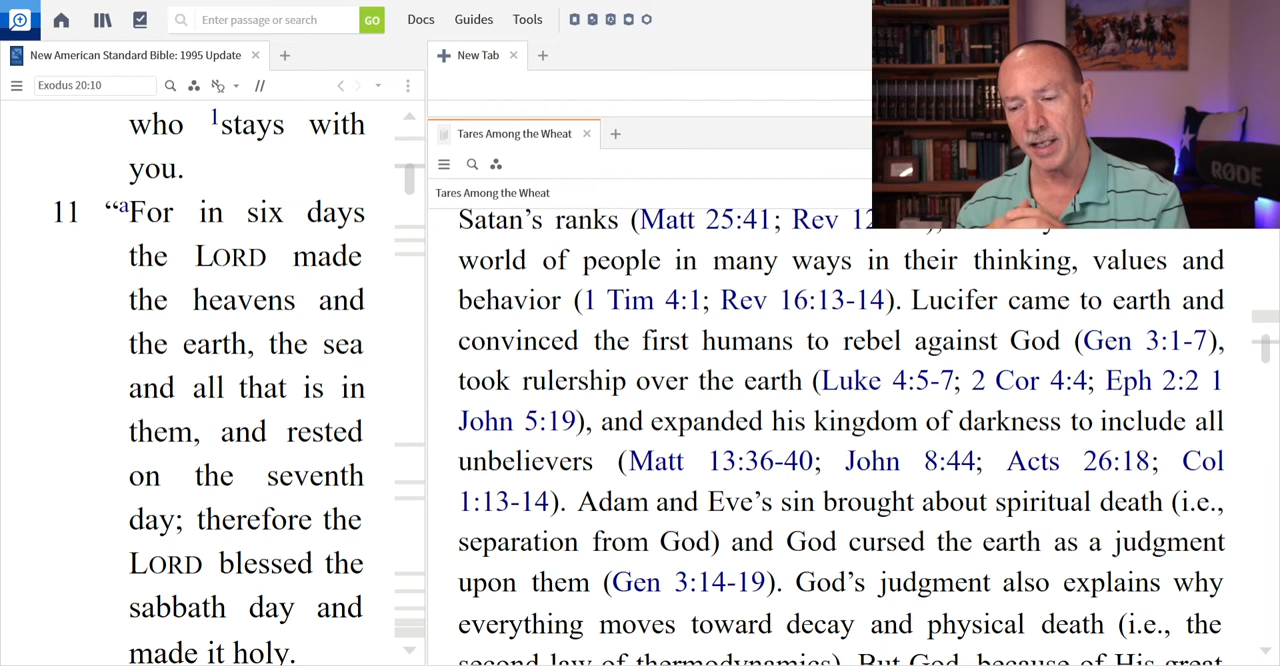 Enter passage or search
GO
Docs
Guides
Tools
New American Standard Bible: 1995 Update
New Tab
Exodus 20:10
who 1stays with
you.
11 “aFor in six days
the LORD made
the heavens and
the earth, the sea
and all that is in
them, and rested
on the seventh
day; therefore the
LORD blessed the
sabbath day and
made it holy.
Tares Among the Wheat
Tares Among the Wheat
Satan’s ranks (Matt 25:41; Rev 12
world of people in many ways in their thinking, values and
behavior (1 Tim 4:1; Rev 16:13-14). Lucifer came to earth and
convinced the first humans to rebel against God (Gen 3:1-7),
took rulership over the earth (Luke 4:5-7; 2 Cor 4:4; Eph 2:2 1
John 5:19), and expanded his kingdom of darkness to include all
unbelievers (Matt 13:36-40; John 8:44; Acts 26:18; Col
1:13-14). Adam and Eve’s sin brought about spiritual death (i.e.,
separation from God) and God cursed the earth as a judgment
upon them (Gen 3:14-19). God’s judgment also explains why
everything moves toward decay and physical death (i.e., the
second law of thermodynamics). But God, because of His great
RØDE